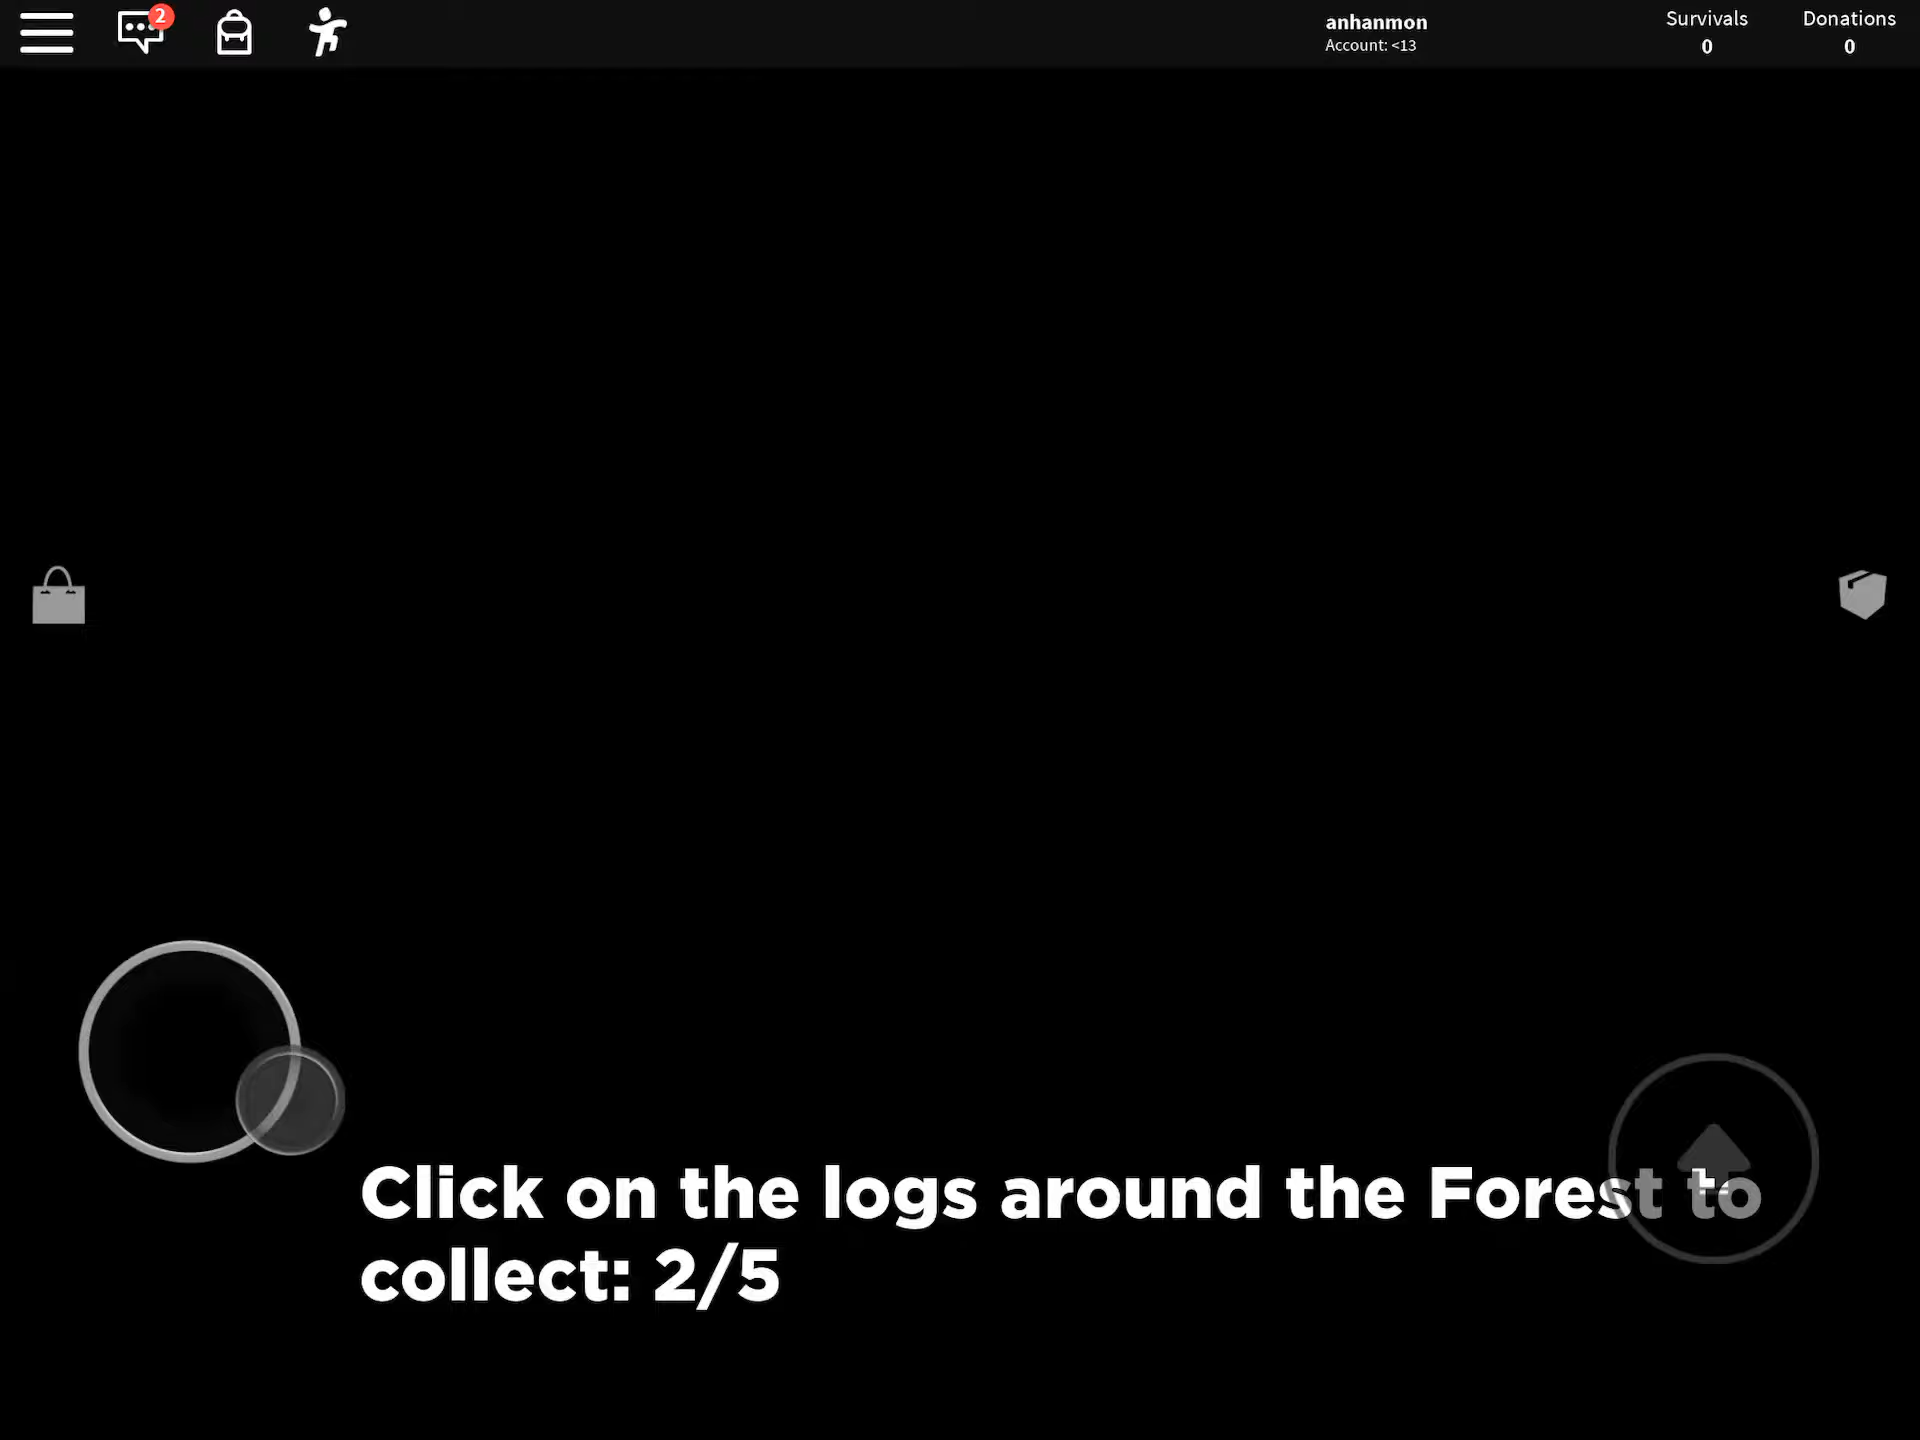 2
anhanmon
Account: <13
Survivals
0
Donations
0
Click on the logs around the Forest to
collect: 2/5